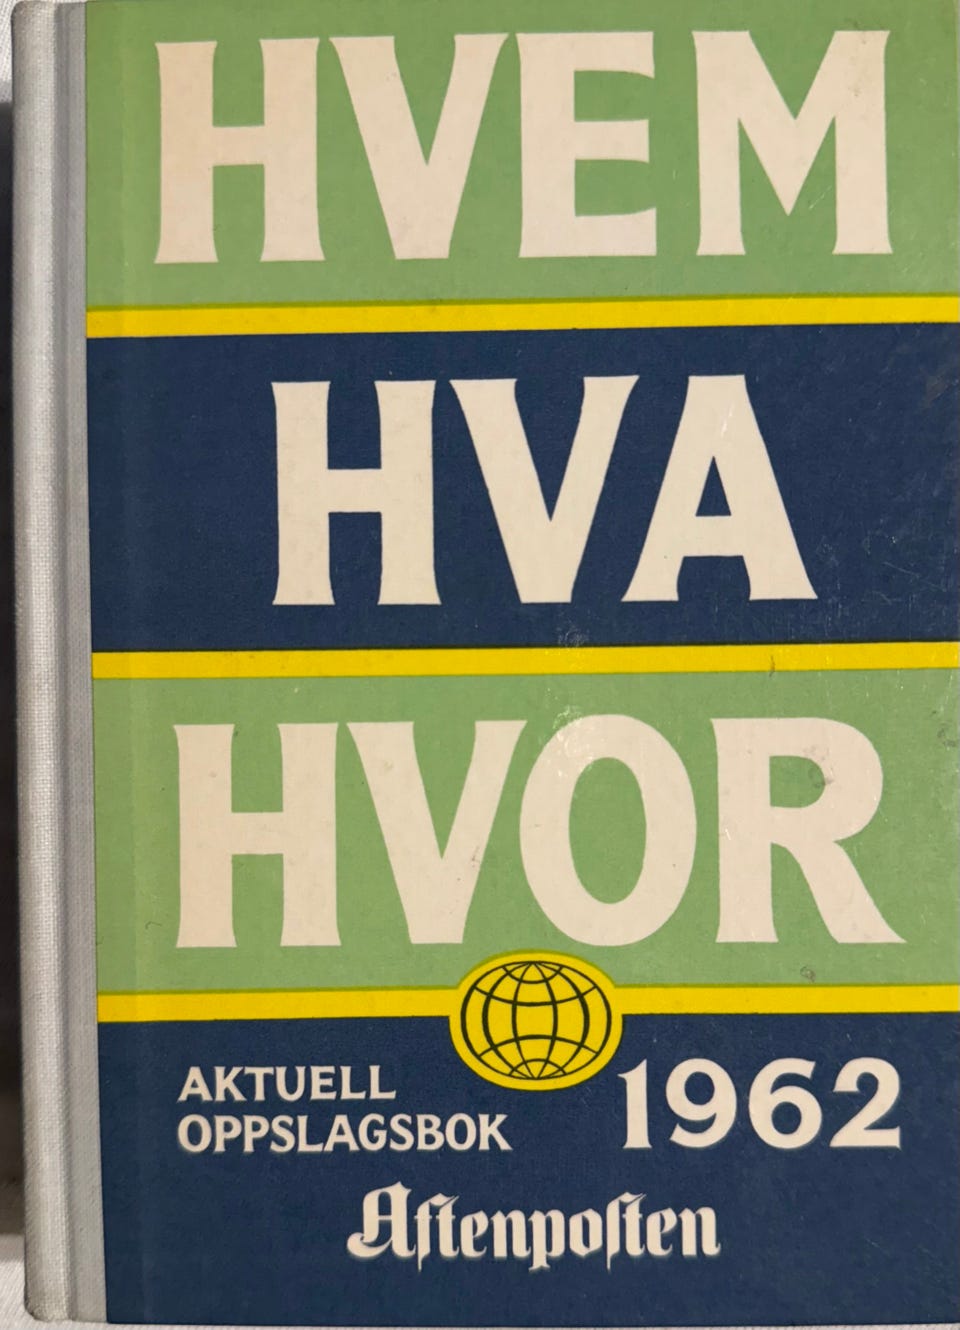 HVEM
HVA
HVOR
AKTUELL
OPPSLAGSBOK
1962
Aftenposten